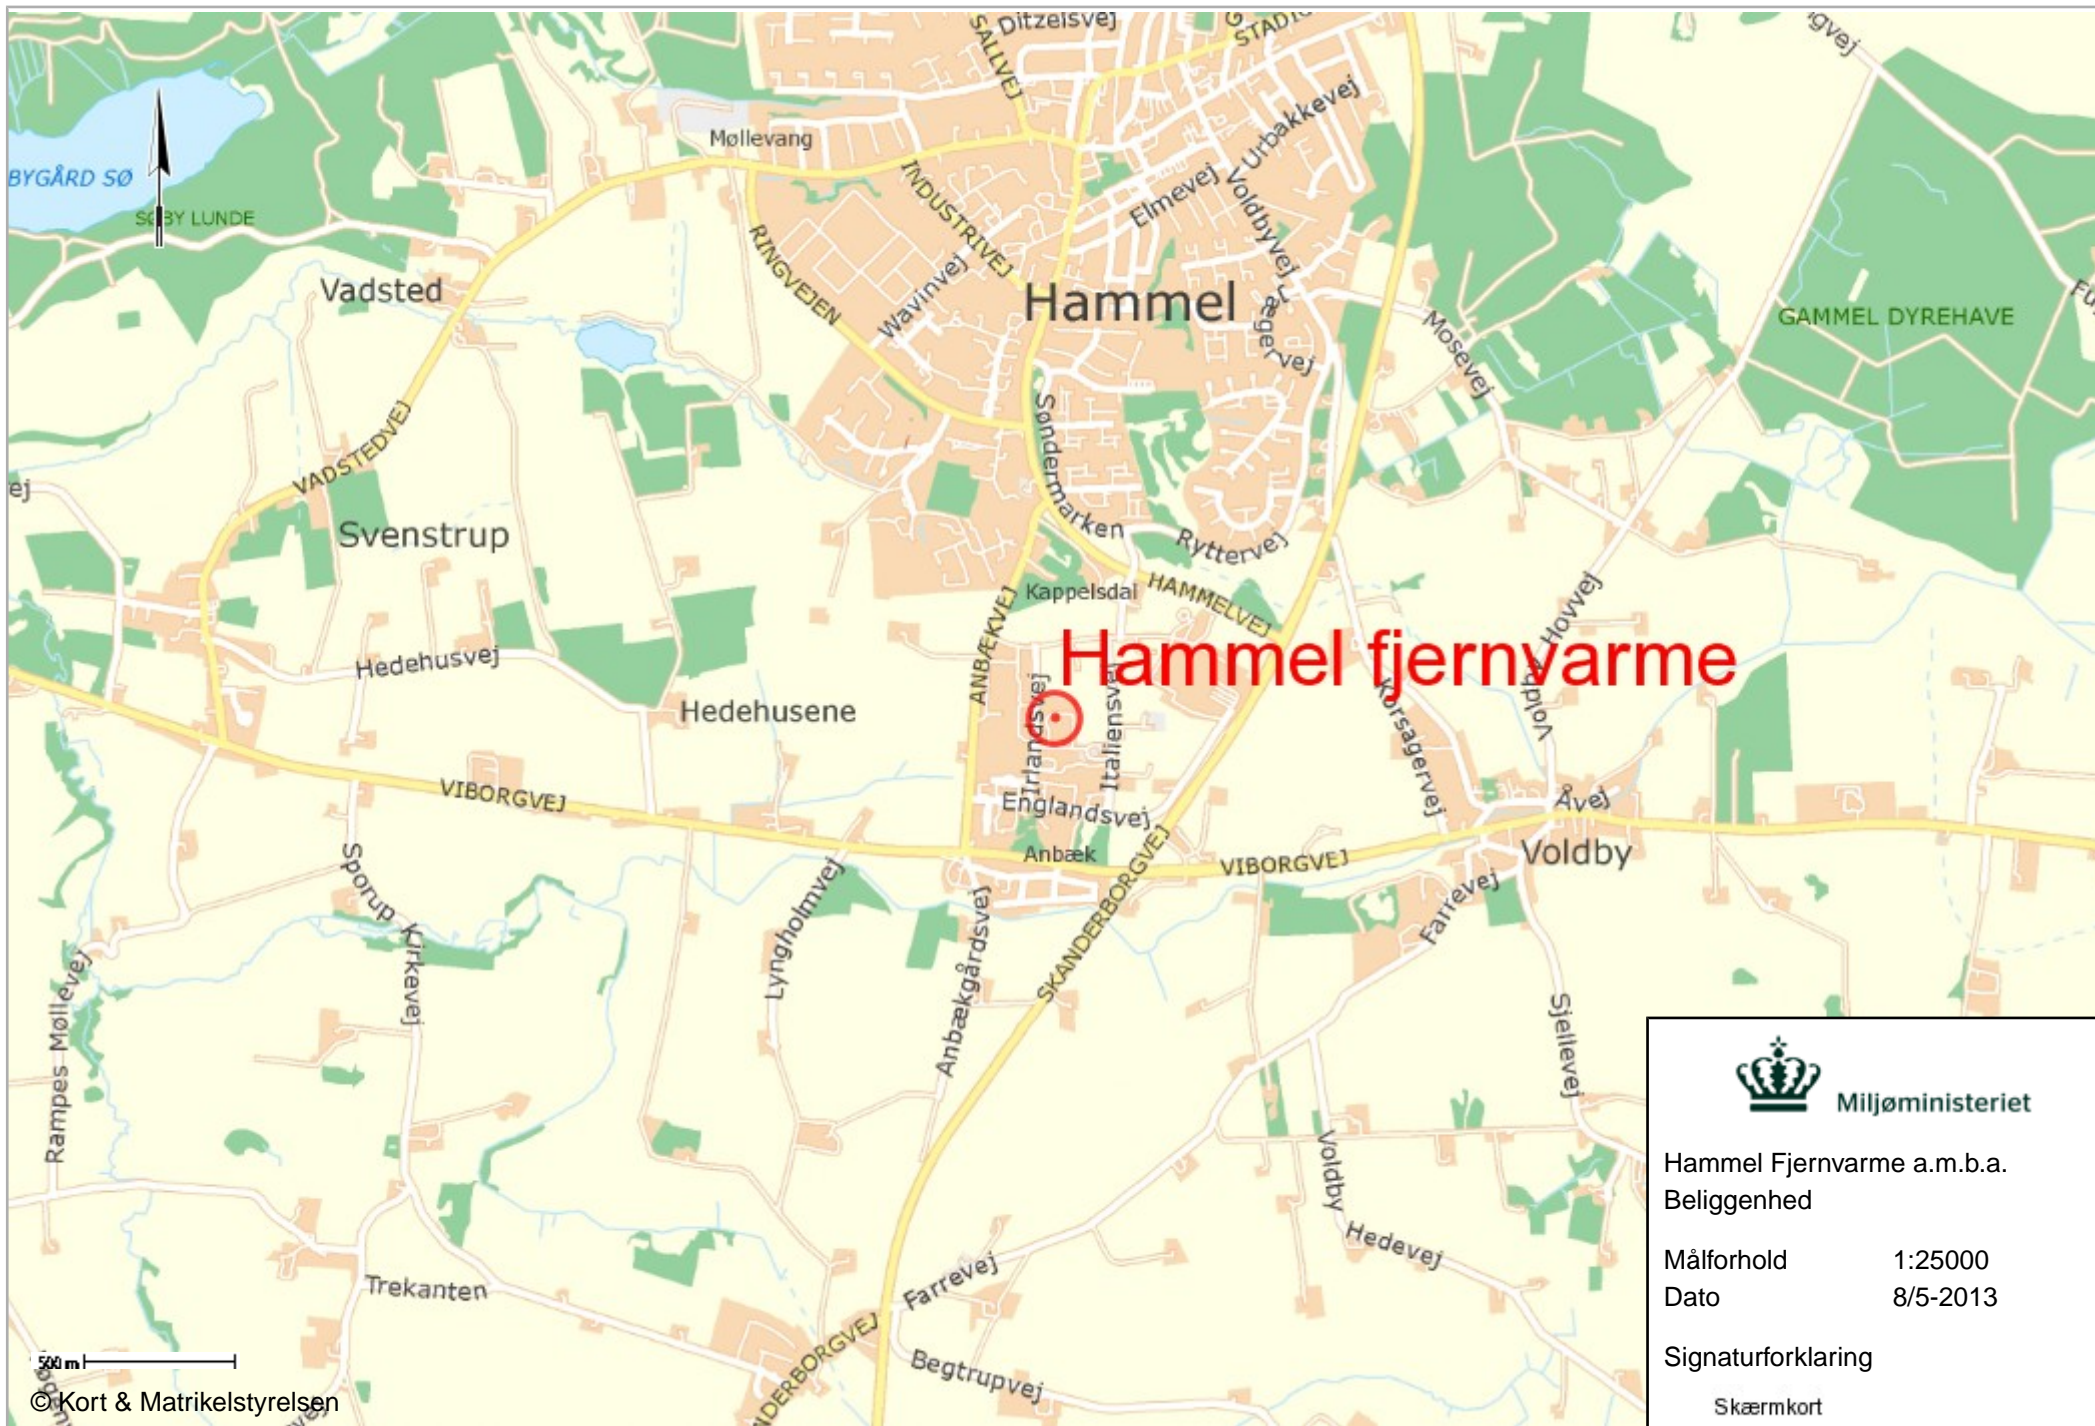 Ditzelsvej
SALLVEJ
Møllevang
Urbakkevej
Elmevej
Voldbyvej
INDUSTRIVEJ
BYGÅRD SØ
SØBY LUNDE
RINGVEJEN
Wavinvej
Vadsted
Hammel
Jægervej
Mosevej
GAMMEL DYREHAVE
VADSTEDVEJ
Søndermarken
Svenstrup
Ryttervej
HAMMELVEJ
Kappelsdal
ANBÆKVEJ
Hammel fjernvarme
Voldby Hovvej
Hedehusvej
Hedehusene
Irlandsvej
Italiensvej
Korsagervej
VIBORGVEJ
Englandsvej
Åvej
Anbæk
VIBORGVEJ
Voldby
Sporup Kirkevej
Lyngholmvej
Anbækgårdsvej
SKANDERBORGVEJ
Farrevej
Rampes Møllevej
Sjellevej
Voldby Hedevej
Trekanten
Farrevej
Begtrupvej
Miljøministeriet
Hammel Fjernvarme a.m.b.a.
Beliggenhed
Målforhold 1:25000
Dato 8/5-2013
Signaturforklaring
Skærmkort
500 m
© Kort & Matrikelstyrelsen